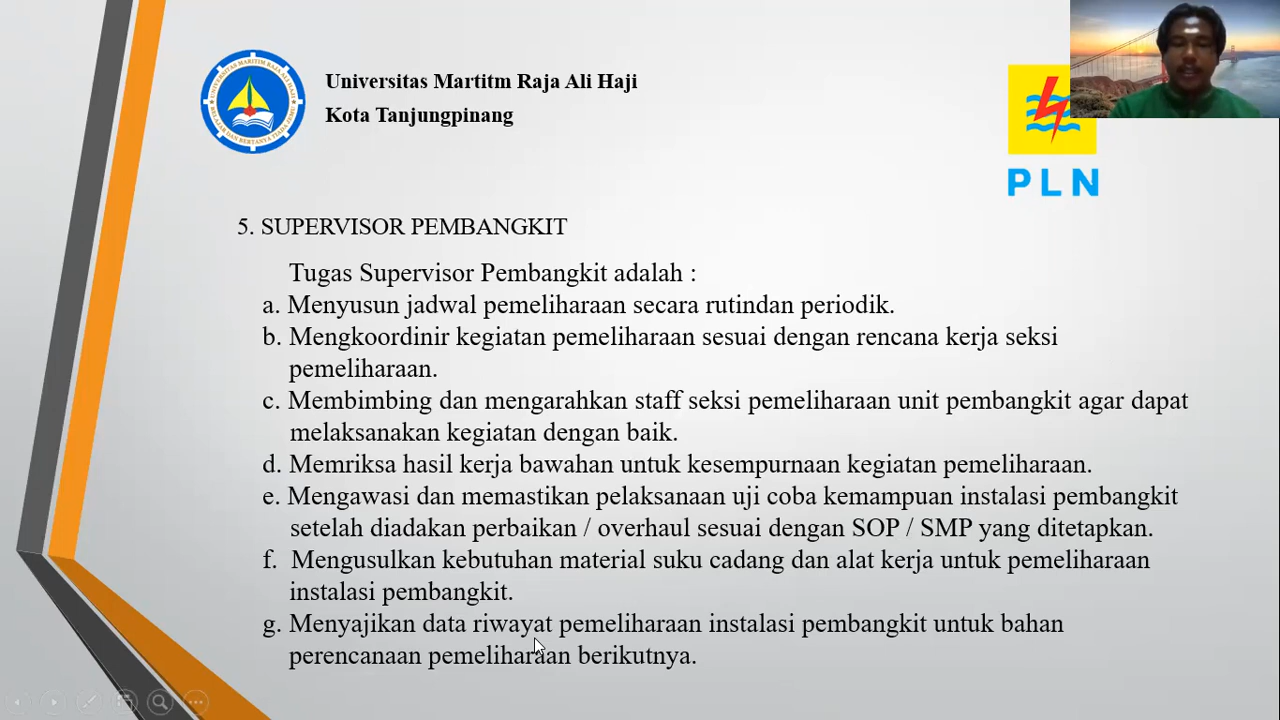 Universitas Martitm Raja Ali Haji
Kota Tanjungpinang
PLN
5. SUPERVISOR PEMBANGKIT
Tugas Supervisor Pembangkit adalah :
a. Menyusun jadwal pemeliharaan secara rutindan periodik.
b. Mengkoordinir kegiatan pemeliharaan sesuai dengan rencana kerja seksi
pemeliharaan.
c. Membimbing dan mengarahkan staff seksi pemeliharaan unit pembangkit agar dapat
melaksanakan kegiatan dengan baik.
d. Memriksa hasil kerja bawahan untuk kesempurnaan kegiatan pemeliharaan.
e. Mengawasi dan memastikan pelaksanaan uji coba kemampuan instalasi pembangkit
setelah diadakan perbaikan / overhaul sesuai dengan SOP / SMP yang ditetapkan.
f. Mengusulkan kebutuhan material suku cadang dan alat kerja untuk pemeliharaan
instalasi pembangkit.
g. Menyajikan data riwayat pemeliharaan instalasi pembangkit untuk bahan
perencanaan pemeliharaan berikutnya.